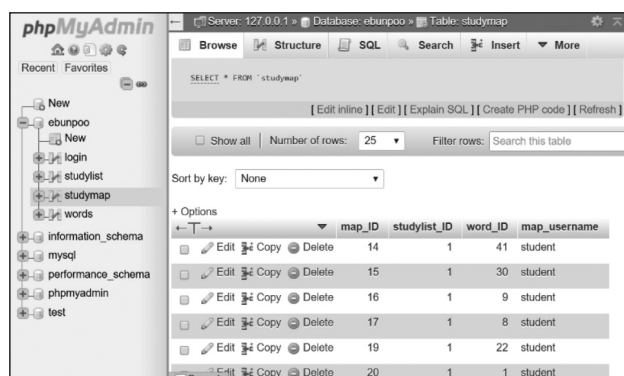 phpMyAdmin
Recent Favorites
New
ebunpoo
New
login
studylist
studymap
words
information_schema
mysql
performance_schema
phpmyadmin
test
Server: 127.0.0.1 » Database: ebunpoo » Table: studymap
Browse Structure SQL Search Insert More
SELECT * FROM `studymap`
[ Edit inline ] [ Edit ] [ Explain SQL ] [ Create PHP code ] [ Refresh ]
Show all Number of rows: 25 Filter rows: Search this table
Sort by key: None
+ Options
←T→ map_ID studylist_ID word_ID map_username
Edit Copy Delete 14 1 41 student
Edit Copy Delete 15 1 30 student
Edit Copy Delete 16 1 9 student
Edit Copy Delete 17 1 8 student
Edit Copy Delete 19 1 22 student
Edit Copy Delete 20 1 1 student